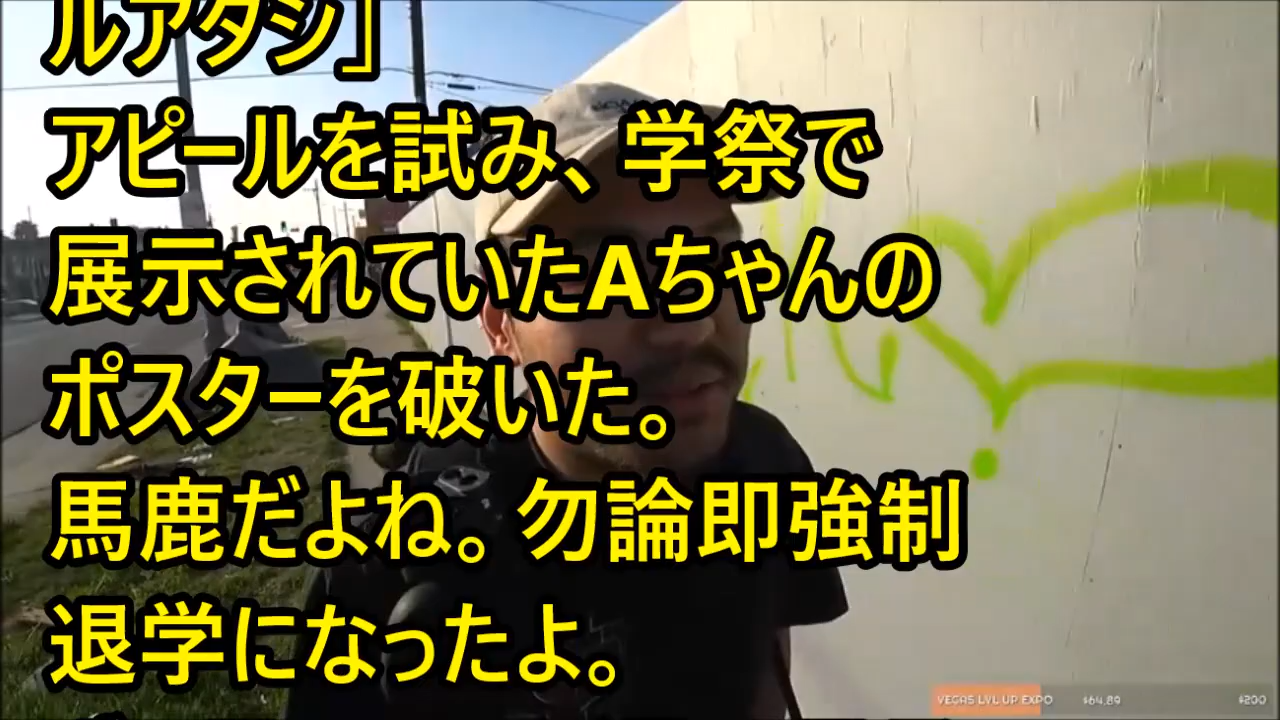 ルアタシ」
アピールを試み、学祭で
展示されていたAちゃんの
ポスターを破いた。
馬鹿だよね。勿論即強制
退学になったよ。
VEGAS LVL UP EXPO $64.89 $200